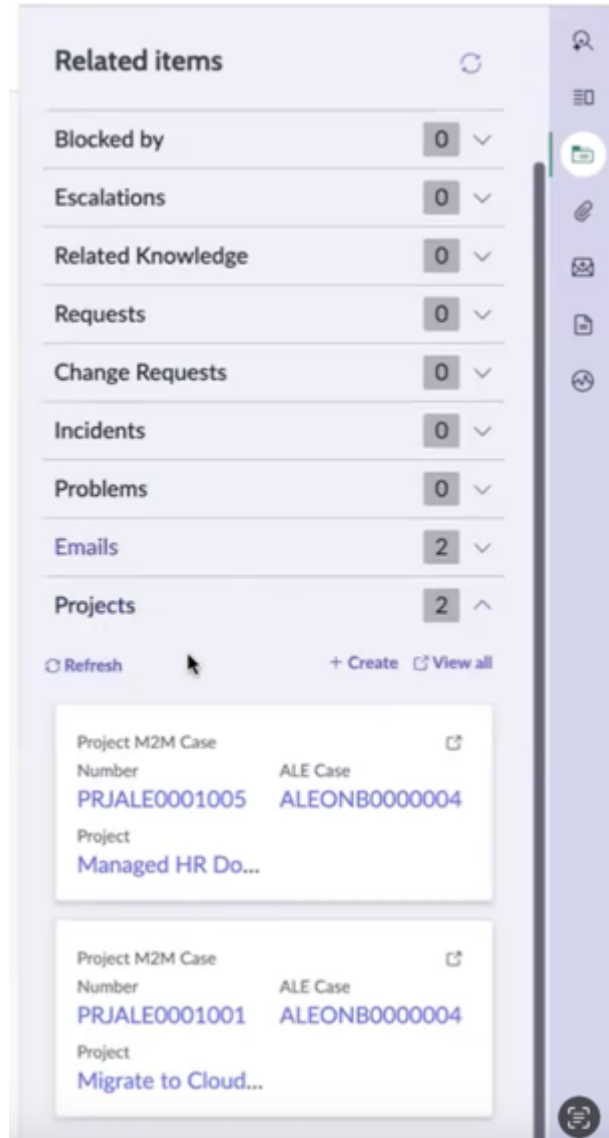 Related items
Blocked by 0
Escalations 0
Related Knowledge 0
Requests 0
Change Requests 0
Incidents 0
Problems 0
Emails 2
Projects 2
Refresh + Create View all
Project M2M Case
Number ALE Case
PRJALE0001005 ALEONB0000004
Project
Managed HR Do...
Project M2M Case
Number ALE Case
PRJALE0001001 ALEONB0000004
Project
Migrate to Cloud...